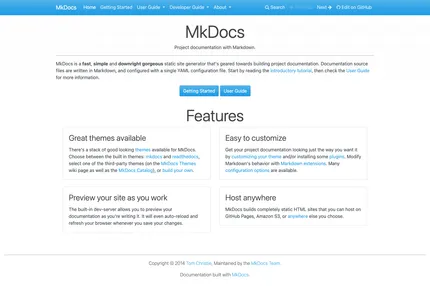 MkDocs Home Getting Started User Guide Developer Guide About Search Next Edit on GitHub
MkDocs
Project documentation with Markdown.
MkDocs is a fast, simple and downright gorgeous static site generator that's geared towards building project documentation. Documentation source
files are written in Markdown, and configured with a single YAML configuration file. Start by reading the introductory tutorial, then check the User Guide
for more information.
Getting Started User Guide
Features
Great themes available
There's a stack of good looking themes available for MkDocs.
Choose between the built in themes: mkdocs and readthedocs,
select one of the third-party themes (on the MkDocs Themes
wiki page as well as the MkDocs Catalog), or build your own.
Easy to customize
Get your project documentation looking just the way you want it
by customizing your theme and/or installing some plugins. Modify
Markdown's behavior with Markdown extensions. Many
configuration options are available.
Preview your site as you work
The built-in dev-server allows you to preview your
documentation as you're writing it. It will even auto-reload and
refresh your browser whenever you save your changes.
Host anywhere
MkDocs builds completely static HTML sites that you can host on
GitHub Pages, Amazon S3, or anywhere else you choose.
Copyright © 2014 Tom Christie, Maintained by the MkDocs Team.
Documentation built with MkDocs.